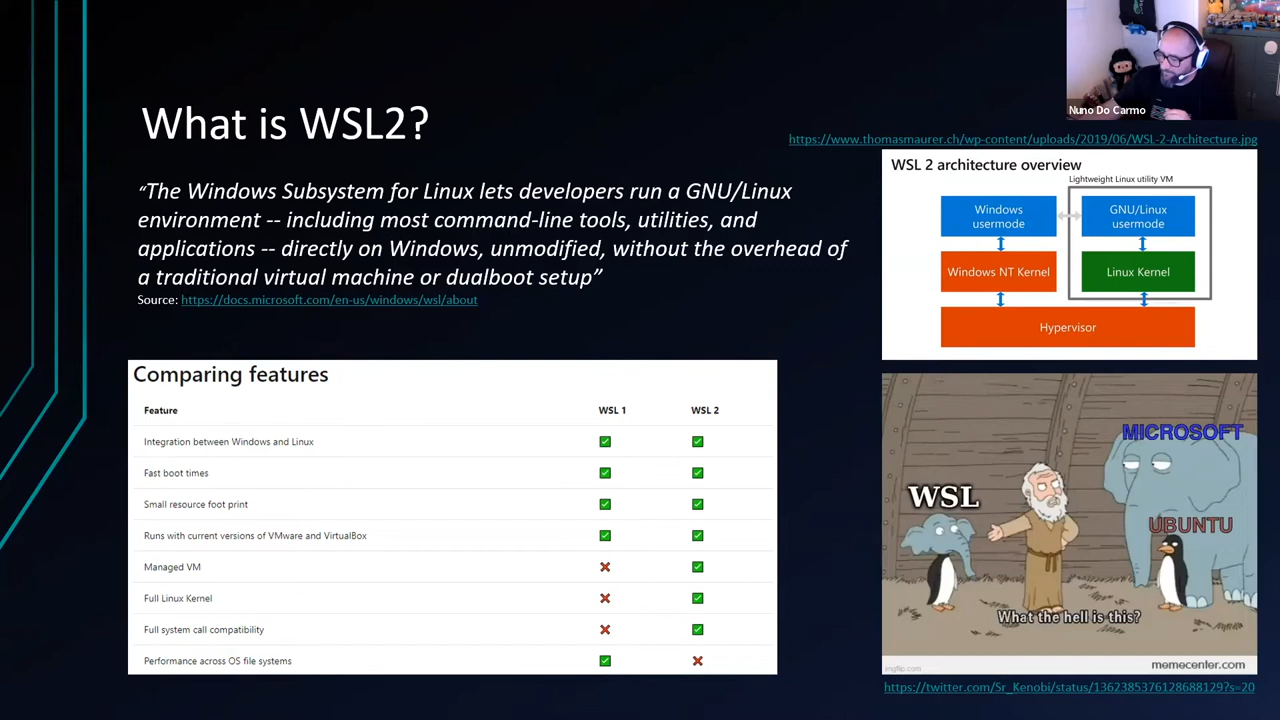 Nuno Do Carmo
What is WSL2?
https://www.thomasmaurer.ch/wp-content/uploads/2019/06/WSL-2-Architecture.jpg
“The Windows Subsystem for Linux lets developers run a GNU/Linux
environment -- including most command-line tools, utilities, and
applications -- directly on Windows, unmodified, without the overhead of
a traditional virtual machine or dualboot setup”
Source: https://docs.microsoft.com/en-us/windows/wsl/about
WSL 2 architecture overview
Lightweight Linux utility VM
Windows
usermode
GNU/Linux
usermode
Windows NT Kernel
Linux Kernel
Hypervisor
Comparing features
Feature WSL 1 WSL 2
Integration between Windows and Linux ✅ ✅
Fast boot times ✅ ✅
Small resource foot print ✅ ✅
Runs with current versions of VMware and VirtualBox ✅ ✅
Managed VM ❌ ✅
Full Linux Kernel ❌ ✅
Full system call compatibility ❌ ✅
Performance across OS file systems ✅ ❌
MICROSOFT
WSL
UBUNTU
What the hell is this?
imgflip.com
memecenter.com
https://twitter.com/Sr_Kenobi/status/1362385376128688129?s=20